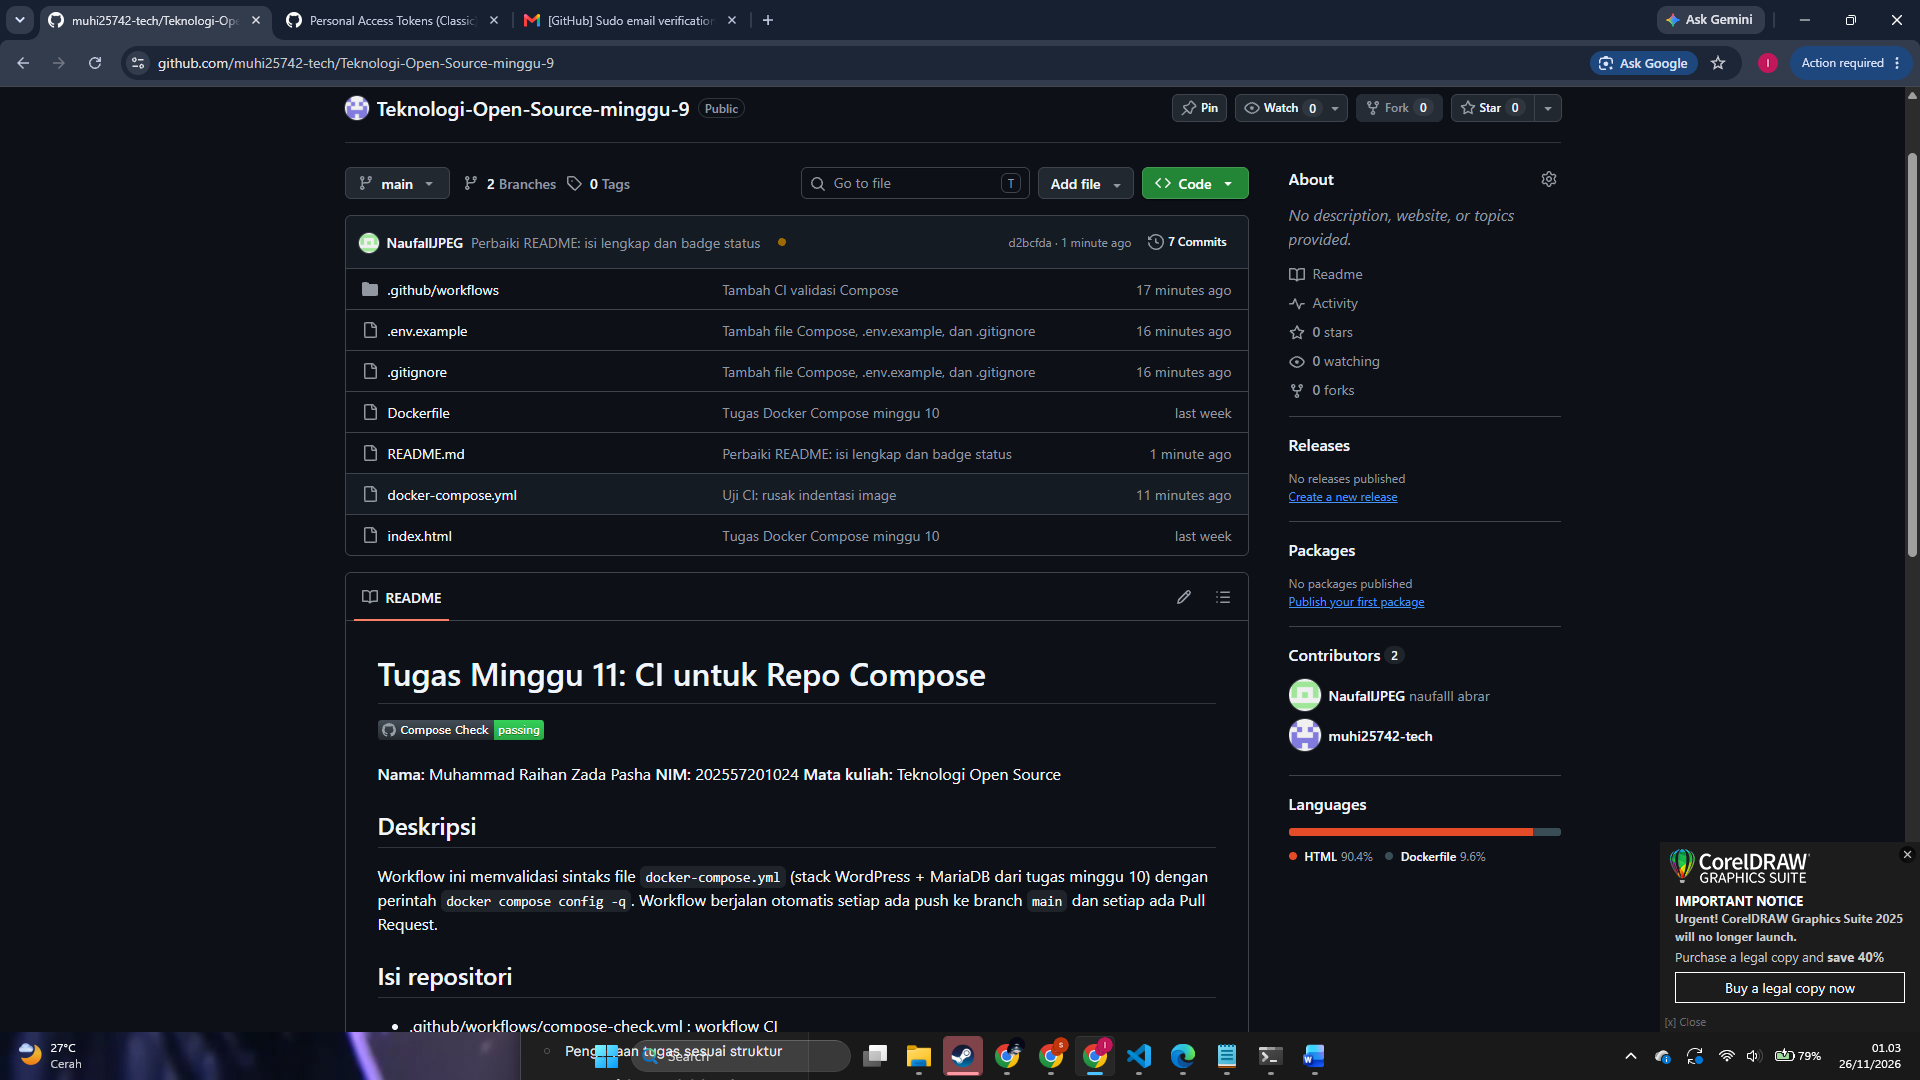 muhi25742-tech/Teknologi-Ope
Personal Access Tokens (Classic)
[GitHub] Sudo email verification
Ask Gemini
github.com/muhi25742-tech/Teknologi-Open-Source-minggu-9
Ask Google
I
Action required
Teknologi-Open-Source-minggu-9
Public
Pin
Watch 0
Fork 0
Star 0
main
2 Branches
0 Tags
Go to file
T
Add file
Code
NaufallJPEG Perbaiki README: isi lengkap dan badge status
d2bcfda · 1 minute ago
7 Commits
.github/workflows Tambah CI validasi Compose 17 minutes ago
.env.example Tambah file Compose, .env.example, dan .gitignore 16 minutes ago
.gitignore Tambah file Compose, .env.example, dan .gitignore 16 minutes ago
Dockerfile Tugas Docker Compose minggu 10 last week
README.md Perbaiki README: isi lengkap dan badge status 1 minute ago
docker-compose.yml Uji CI: rusak indentasi image 11 minutes ago
index.html Tugas Docker Compose minggu 10 last week
README
Tugas Minggu 11: CI untuk Repo Compose
Compose Check passing
Nama: Muhammad Raihan Zada Pasha NIM: 202557201024 Mata kuliah: Teknologi Open Source
Deskripsi
Workflow ini memvalidasi sintaks file docker-compose.yml (stack WordPress + MariaDB dari tugas minggu 10) dengan
perintah docker compose config -q. Workflow berjalan otomatis setiap ada push ke branch main dan setiap ada Pull
Request.
Isi repositori
• .github/workflows/compose-check.yml : workflow CI
About
No description, website, or topics
provided.
Readme
Activity
0 stars
0 watching
0 forks
Releases
No releases published
Create a new release
Packages
No packages published
Publish your first package
Contributors 2
NaufallJPEG naufalll abrar
muhi25742-tech
Languages
HTML 90.4%
Dockerfile 9.6%
CorelDRAW
GRAPHICS SUITE
IMPORTANT NOTICE
Urgent! CorelDRAW Graphics Suite 2025
will no longer launch.
Purchase a legal copy and save 40%
Buy a legal copy now
[x] Close
27°C
Cerah
tugas sesuai struktur
Search
S
I
79%
01.03
26/11/2026